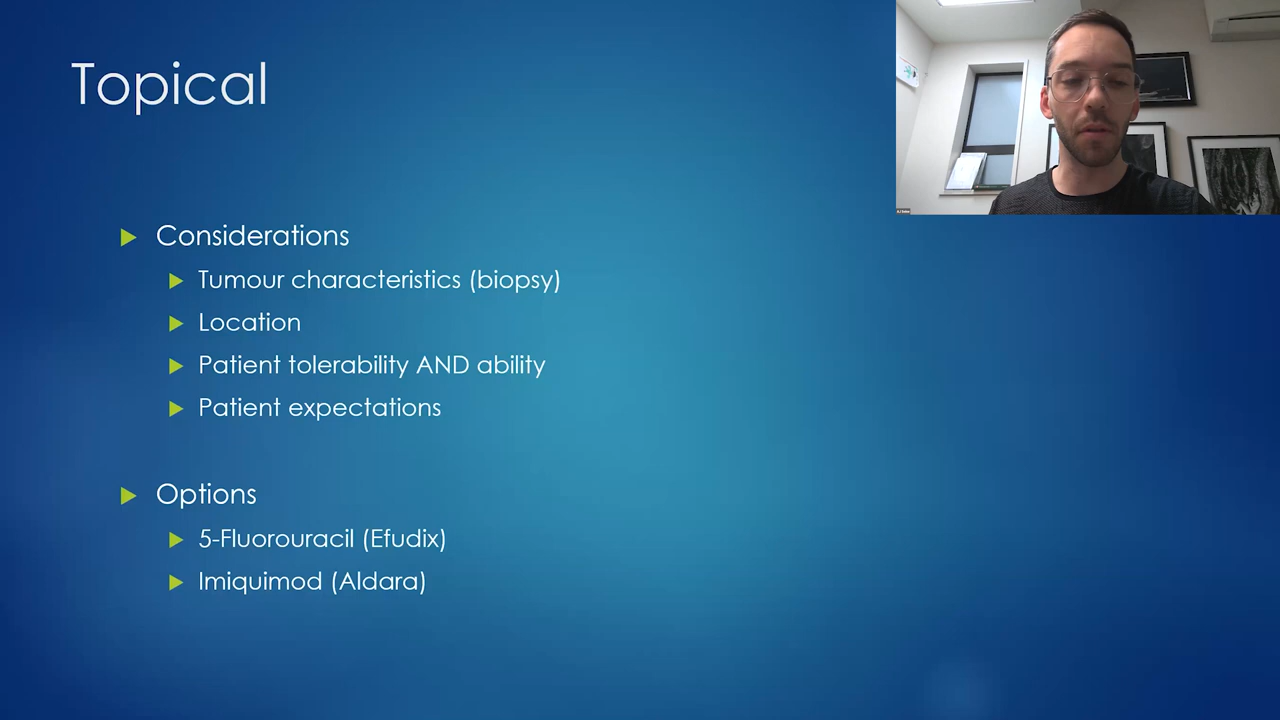 Topical
Considerations
Tumour characteristics (biopsy)
Location
Patient tolerability AND ability
Patient expectations
Options
5-Fluorouracil (Efudix)
Imiquimod (Aldara)